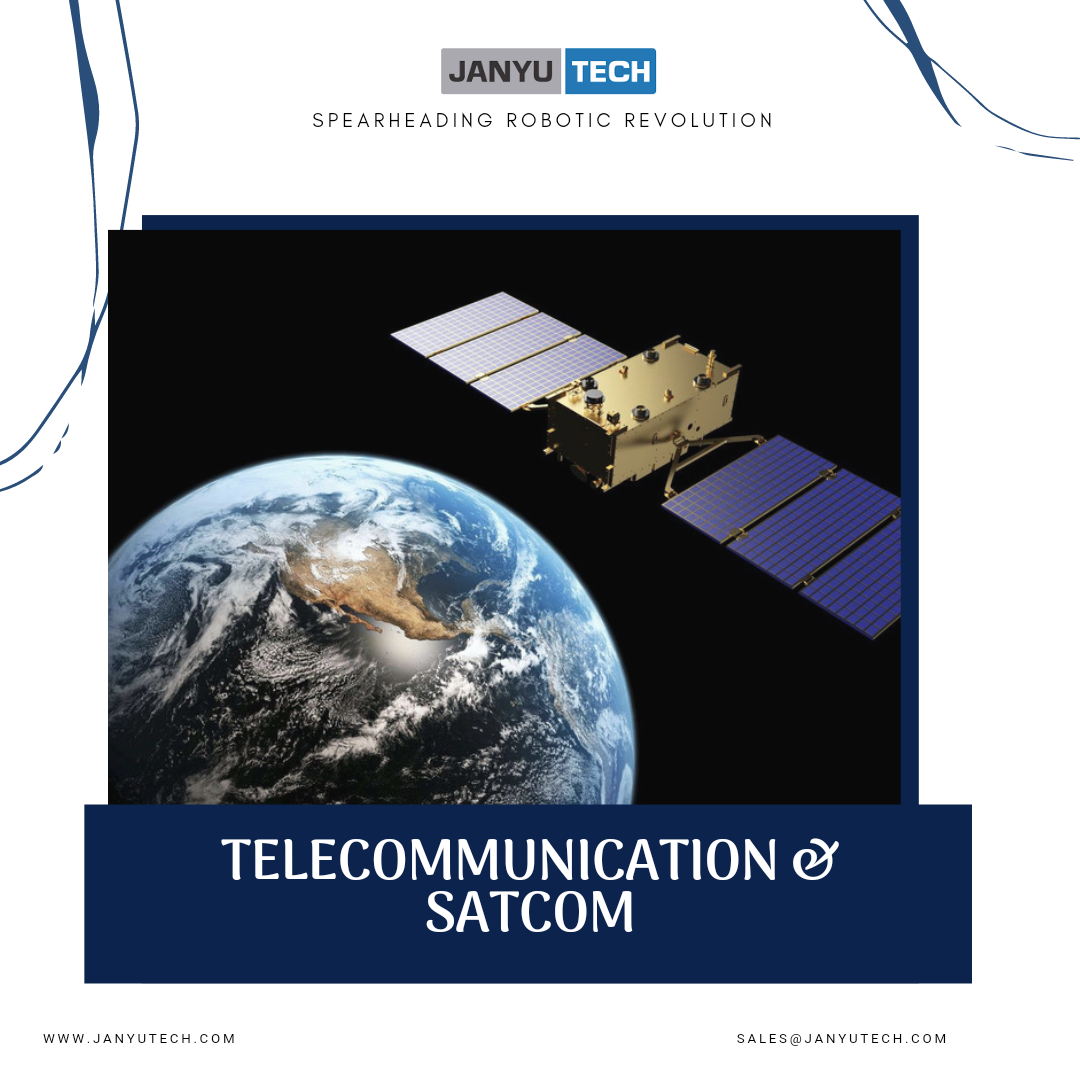 JANYU TECH
SPEARHEADING ROBOTIC REVOLUTION
TELECOMMUNICATION &
SATCOM
WWW.JANYUTECH.COM
SALES@JANYUTECH.COM